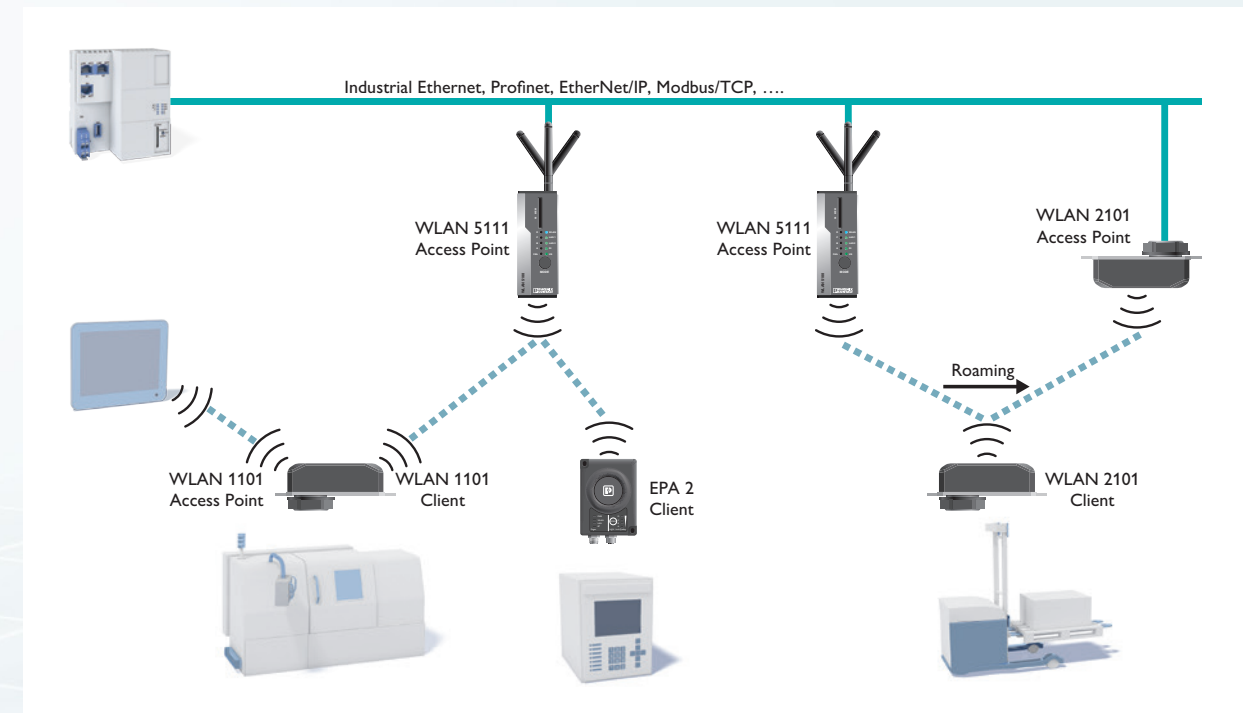 Industrial Ethernet, Profinet, EtherNet/IP, Modbus/TCP, ....
WLAN 5111
Access Point
WLAN 5111
Access Point
WLAN 2101
Access Point
Roaming
WLAN 1101
Access Point
WLAN 1101
Client
EPA 2
Client
WLAN 2101
Client